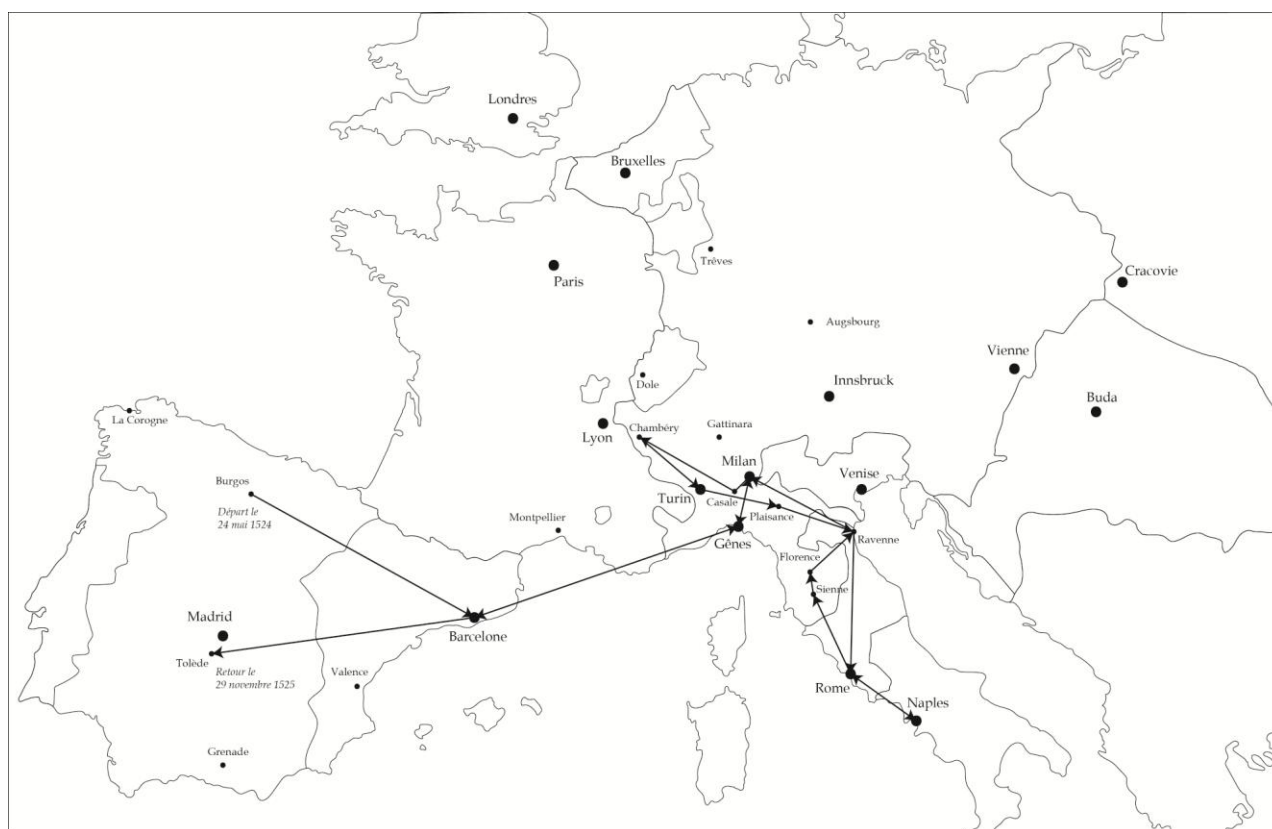 Londres
Bruxelles
Trêves
Paris
Cracovie
Augsbourg
Vienne
Dole
Innsbruck
Buda
La Corogne
Lyon
Chambéry
Gattinara
Milan
Venise
Burgos
Turin
Casale
Départ le
24 mai 1524
Montpellier
Plaisance
Gênes
Ravenne
Florence
Sienne
Madrid
Barcelone
Tolède
Retour le
29 novembre 1525
Valence
Rome
Naples
Grenade